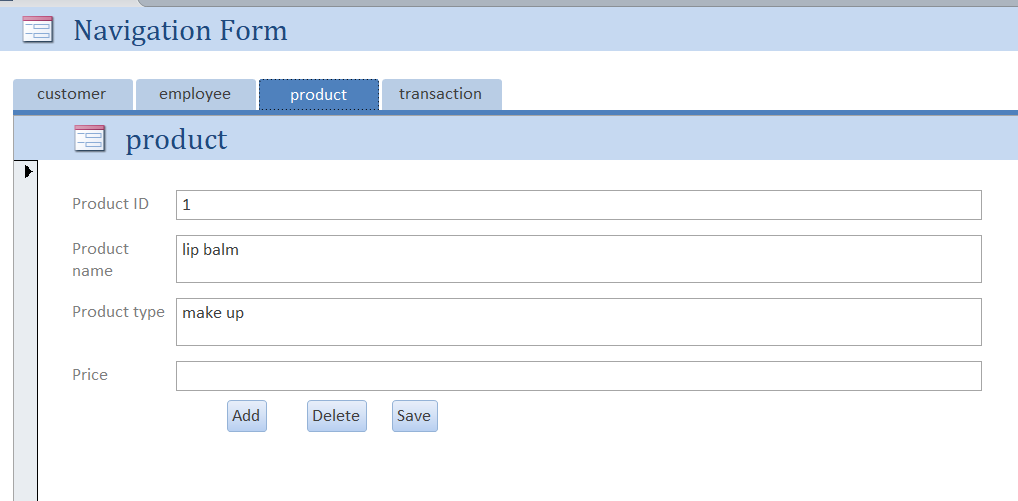 Navigation Form
customer employee product transaction
product
Product ID 1
Product lip balm
name
Product type make up
Price
Add Delete Save